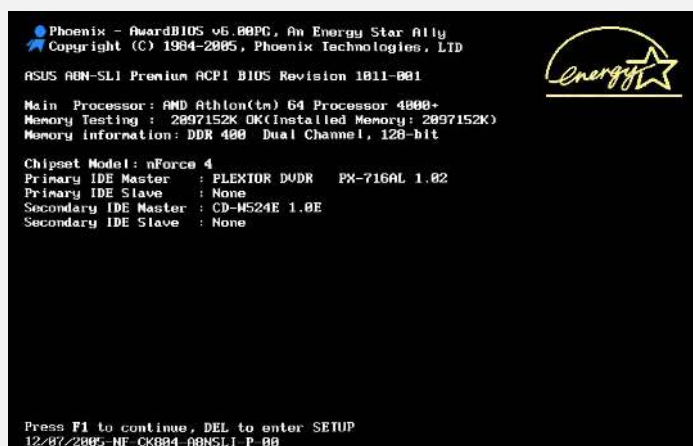 Phoenix - AwardBIOS v6.00PG, An Energy Star Ally
Copyright (C) 1984-2005, Phoenix Technologies, LTD
energy
ASUS A8N-SLI Premium ACPI BIOS Revision 1011-001
Main Processor: AMD Athlon(tm) 64 Processor 4000+
Memory Testing : 2097152K OK(Installed Memory: 2097152K)
Memory information: DDR 400 Dual Channel, 128-bit
Chipset Model: nForce 4
Primary IDE Master : PLEXTOR DVDR PX-716AL 1.02
Primary IDE Slave : None
Secondary IDE Master : CD-W524E 1.0E
Secondary IDE Slave : None
Press F1 to continue, DEL to enter SETUP
12/07/2005-NF-CK804-A8NSLI-P-00